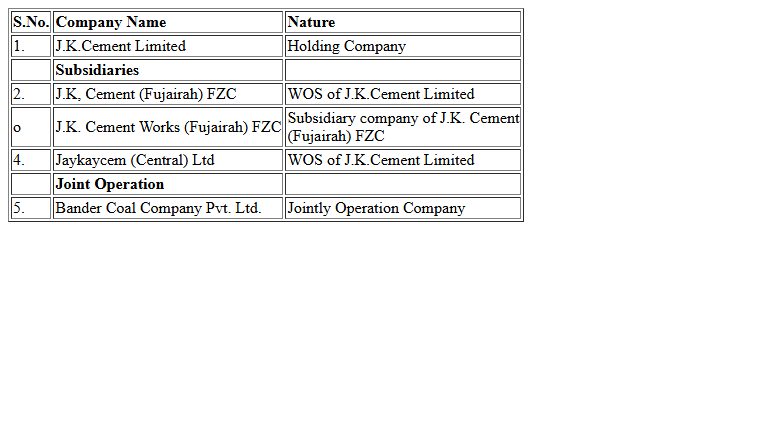 S.No. Company Name Nature
1. J.K.Cement Limited Holding Company
Subsidiaries
2. J.K, Cement (Fujairah) FZC WOS of J.K.Cement Limited
o J.K. Cement Works (Fujairah) FZC Subsidiary company of J.K. Cement
(Fujairah) FZC
4. Jaykaycem (Central) Ltd WOS of J.K.Cement Limited
Joint Operation
5. Bander Coal Company Pvt. Ltd. Jointly Operation Company